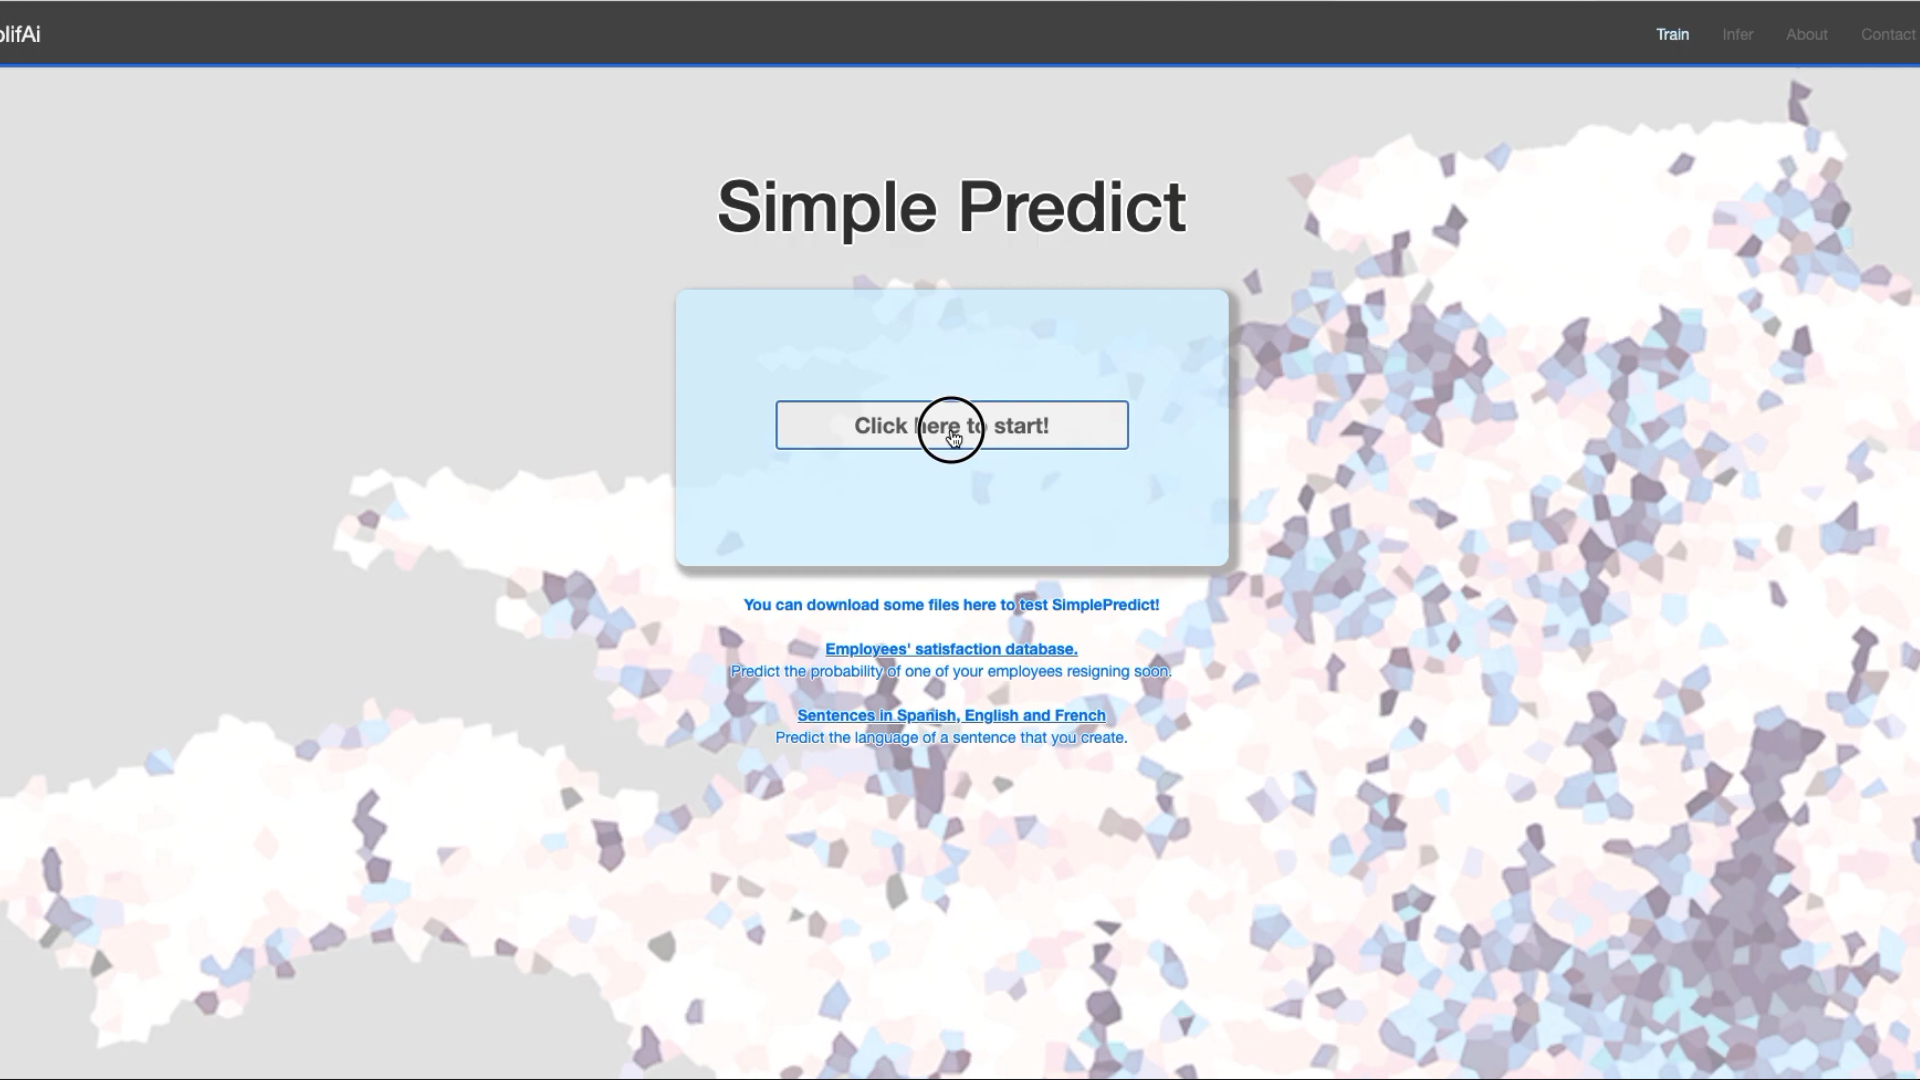 olifAi
Train Infer About Contact
Simple Predict
Click here to start!
You can download some files here to test SimplePredict!
Employees' satisfaction database.
Predict the probability of one of your employees resigning soon.
Sentences in Spanish, English and French
Predict the language of a sentence that you create.